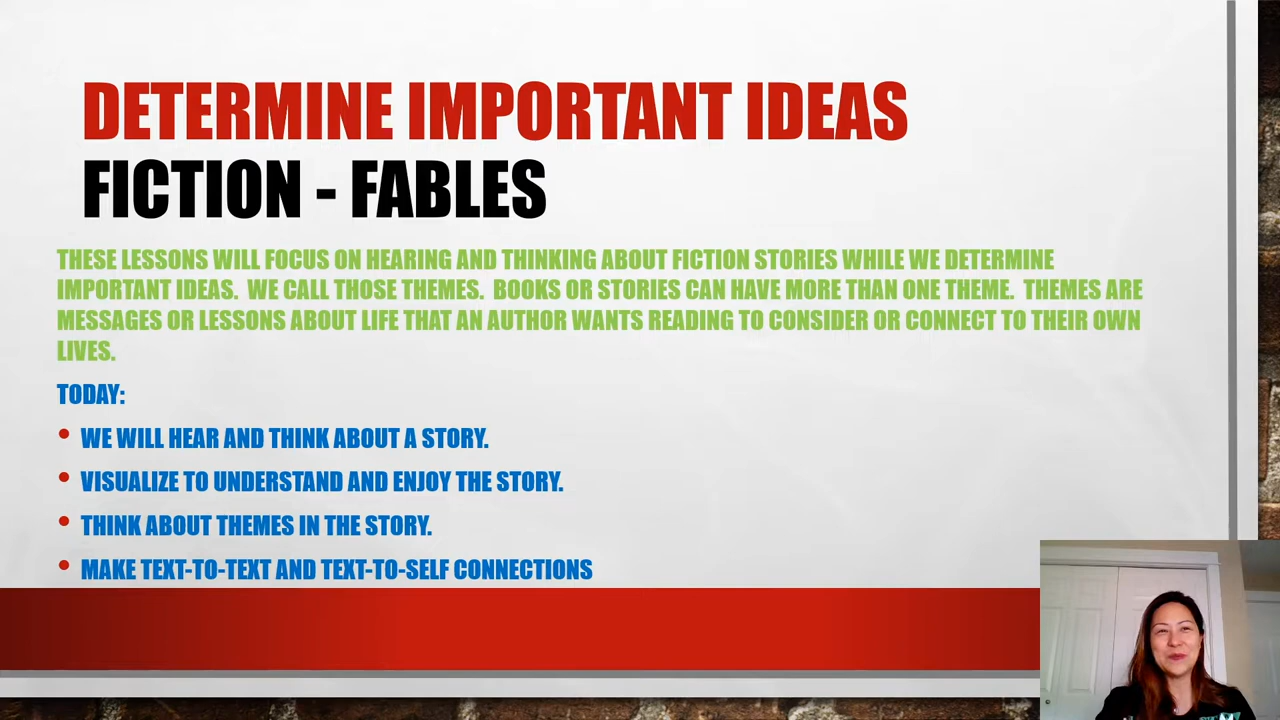 DETERMINE IMPORTANT IDEAS
FICTION - FABLES
THESE LESSONS WILL FOCUS ON HEARING AND THINKING ABOUT FICTION STORIES WHILE WE DETERMINE
IMPORTANT IDEAS. WE CALL THOSE THEMES. BOOKS OR STORIES CAN HAVE MORE THAN ONE THEME. THEMES ARE
MESSAGES OR LESSONS ABOUT LIFE THAT AN AUTHOR WANTS READING TO CONSIDER OR CONNECT TO THEIR OWN
LIVES.
TODAY:
• WE WILL HEAR AND THINK ABOUT A STORY.
• VISUALIZE TO UNDERSTAND AND ENJOY THE STORY.
• THINK ABOUT THEMES IN THE STORY.
• MAKE TEXT-TO-TEXT AND TEXT-TO-SELF CONNECTIONS